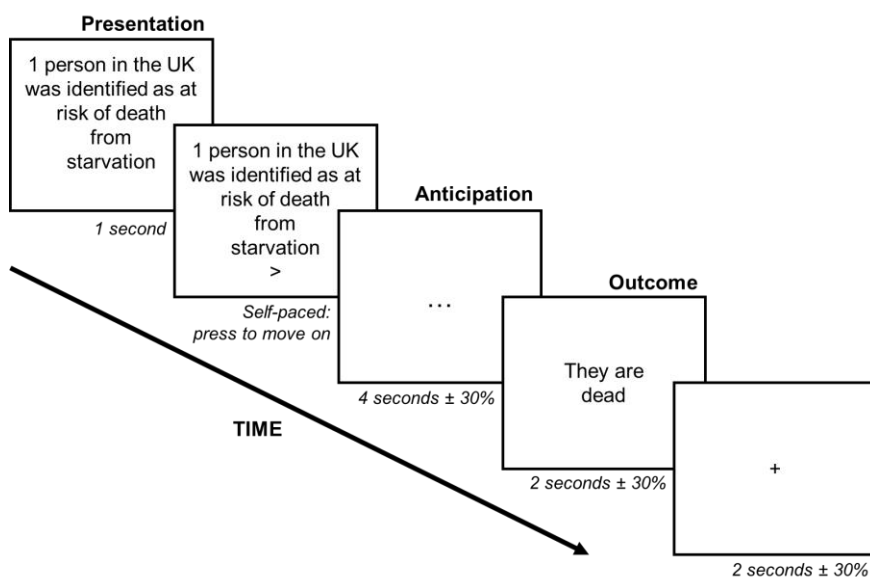 Presentation
1 person in the UK
was identified as at
risk of death
from
starvation
1 second
1 person in the UK
was identified as at
risk of death
from
starvation
>
Self-paced:
press to move on
Anticipation
...
4 seconds ± 30%
Outcome
They are
dead
2 seconds ± 30%
+
2 seconds ± 30%
TIME